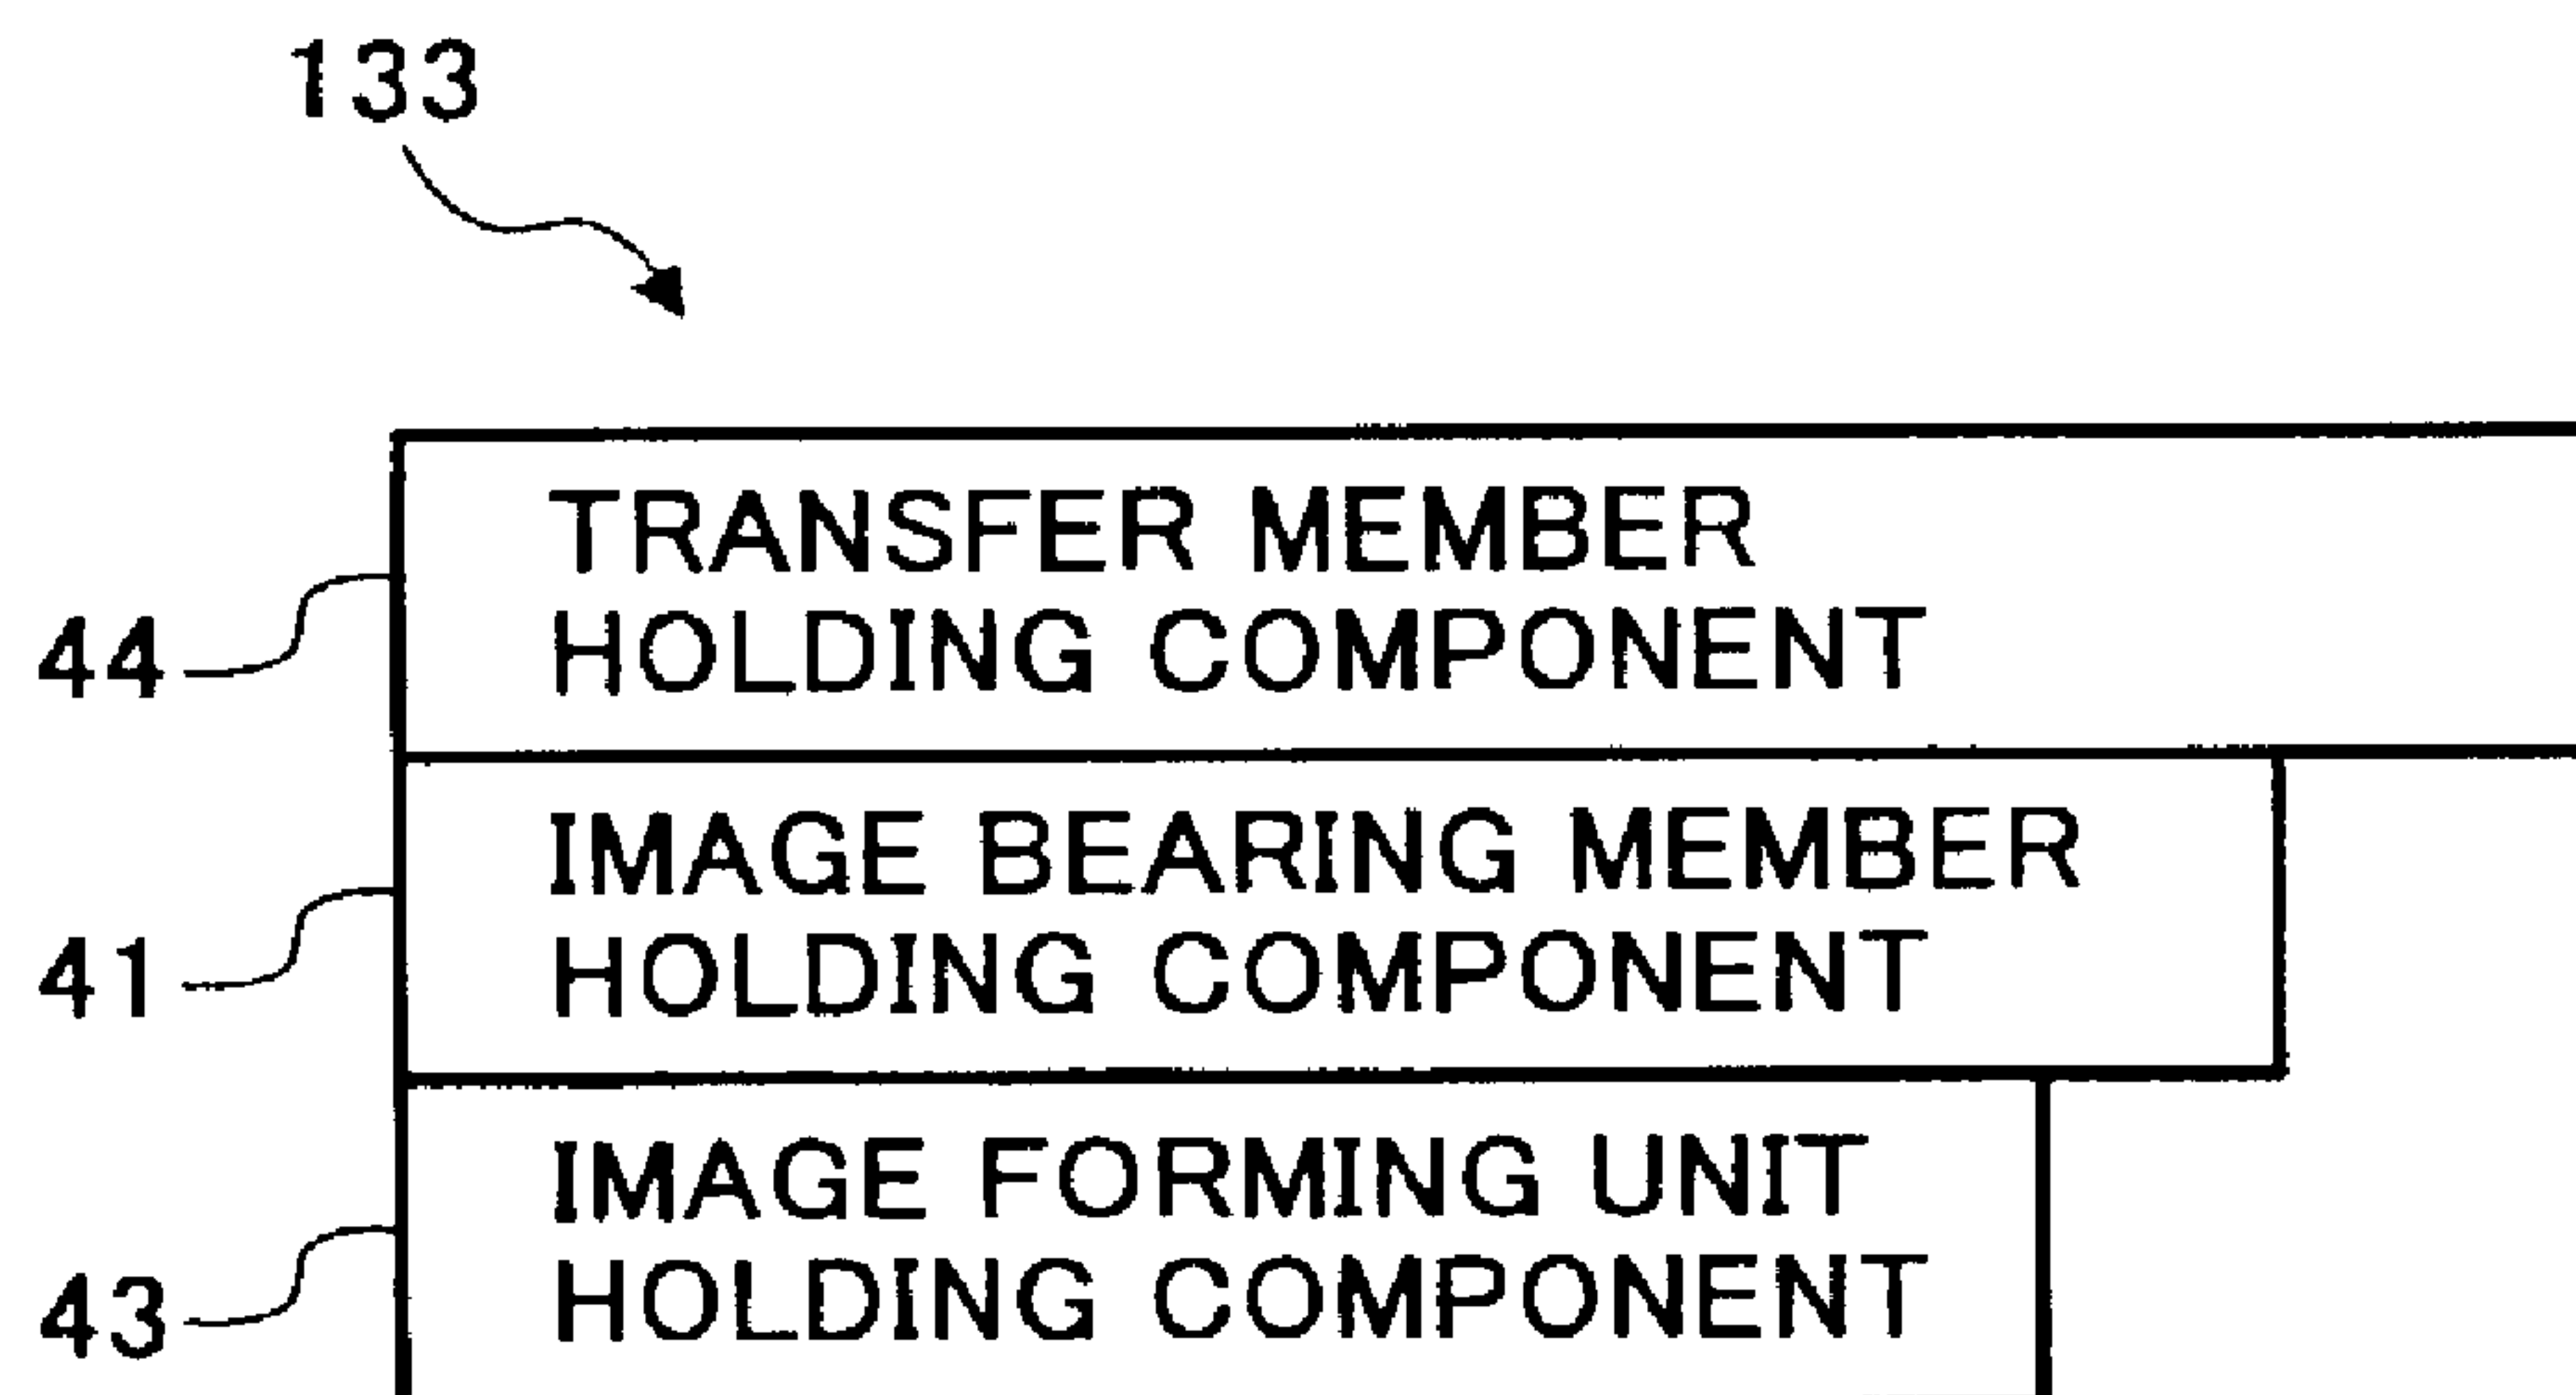 133
TRANSFER MEMBER
HOLDING COMPONENT
44
IMAGE BEARING MEMBER
HOLDING COMPONENT
41
IMAGE FORMING UNIT
HOLDING COMPONENT
43